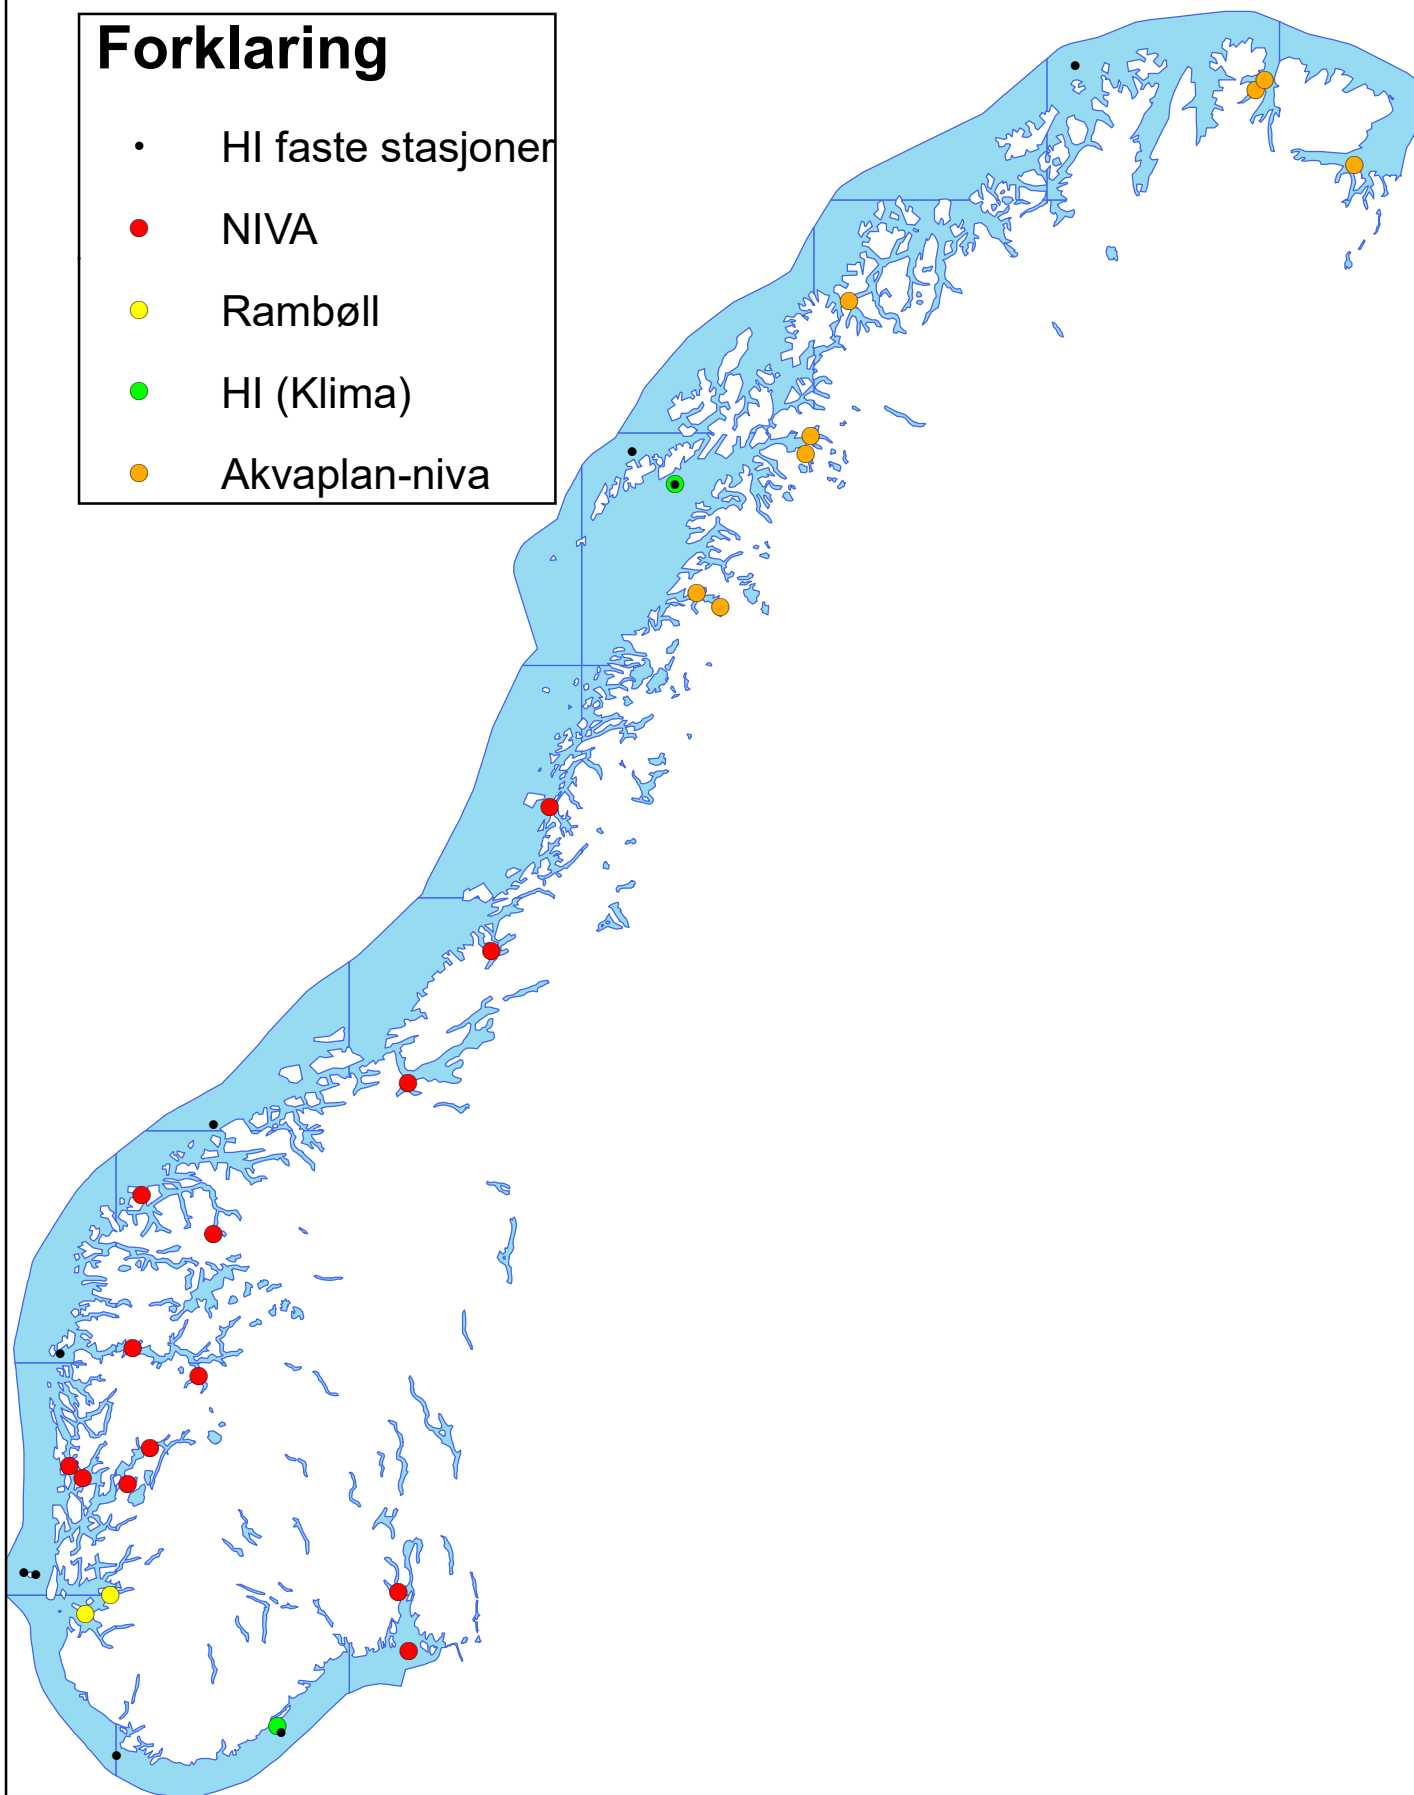 Forklaring
HI faste stasjoner
NIVA
Rambøll
HI (Klima)
Akvaplan-niva